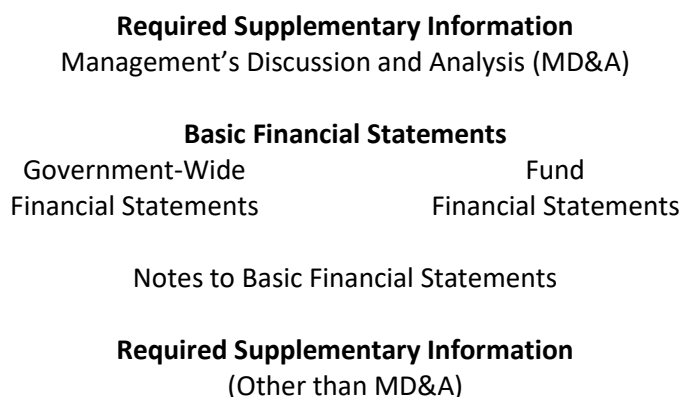 Required Supplementary Information
Management’s Discussion and Analysis (MD&A)
Basic Financial Statements
Government-Wide
Financial Statements
Fund
Financial Statements
Notes to Basic Financial Statements
Required Supplementary Information
(Other than MD&A)